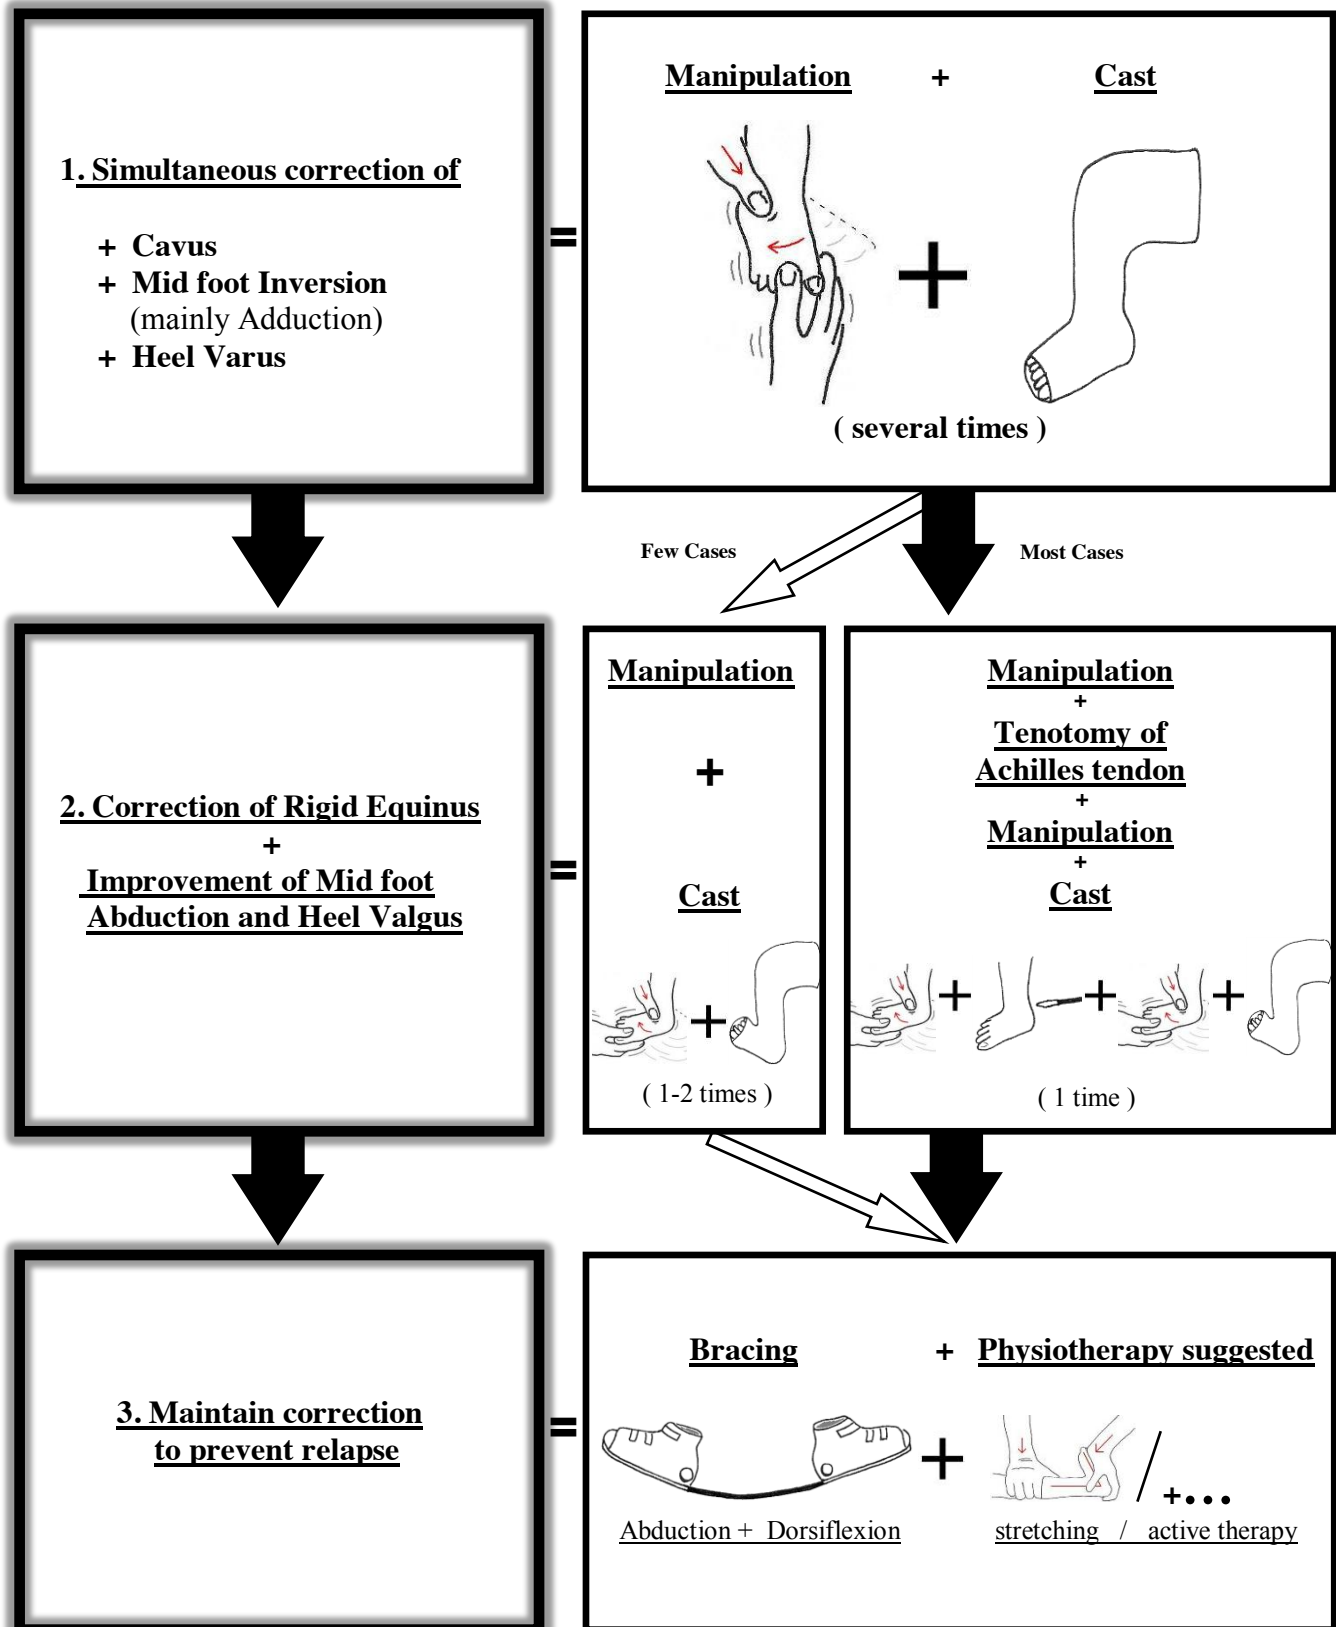 1. Simultaneous correction of
+ Cavus
+ Mid foot Inversion
(mainly Adduction)
+ Heel Varus
=
Manipulation + Cast
+
( several times )
Few Cases
Most Cases
2. Correction of Rigid Equinus
+
Improvement of Mid foot
Abduction and Heel Valgus
=
Manipulation
+
Cast
+
( 1-2 times )
Manipulation
+
Tenotomy of
Achilles tendon
+
Manipulation
+
Cast
+ + +
( 1 time )
3. Maintain correction
to prevent relapse
=
Bracing + Physiotherapy suggested
+ / +...
Abduction + Dorsiflexion
stretching / active therapy